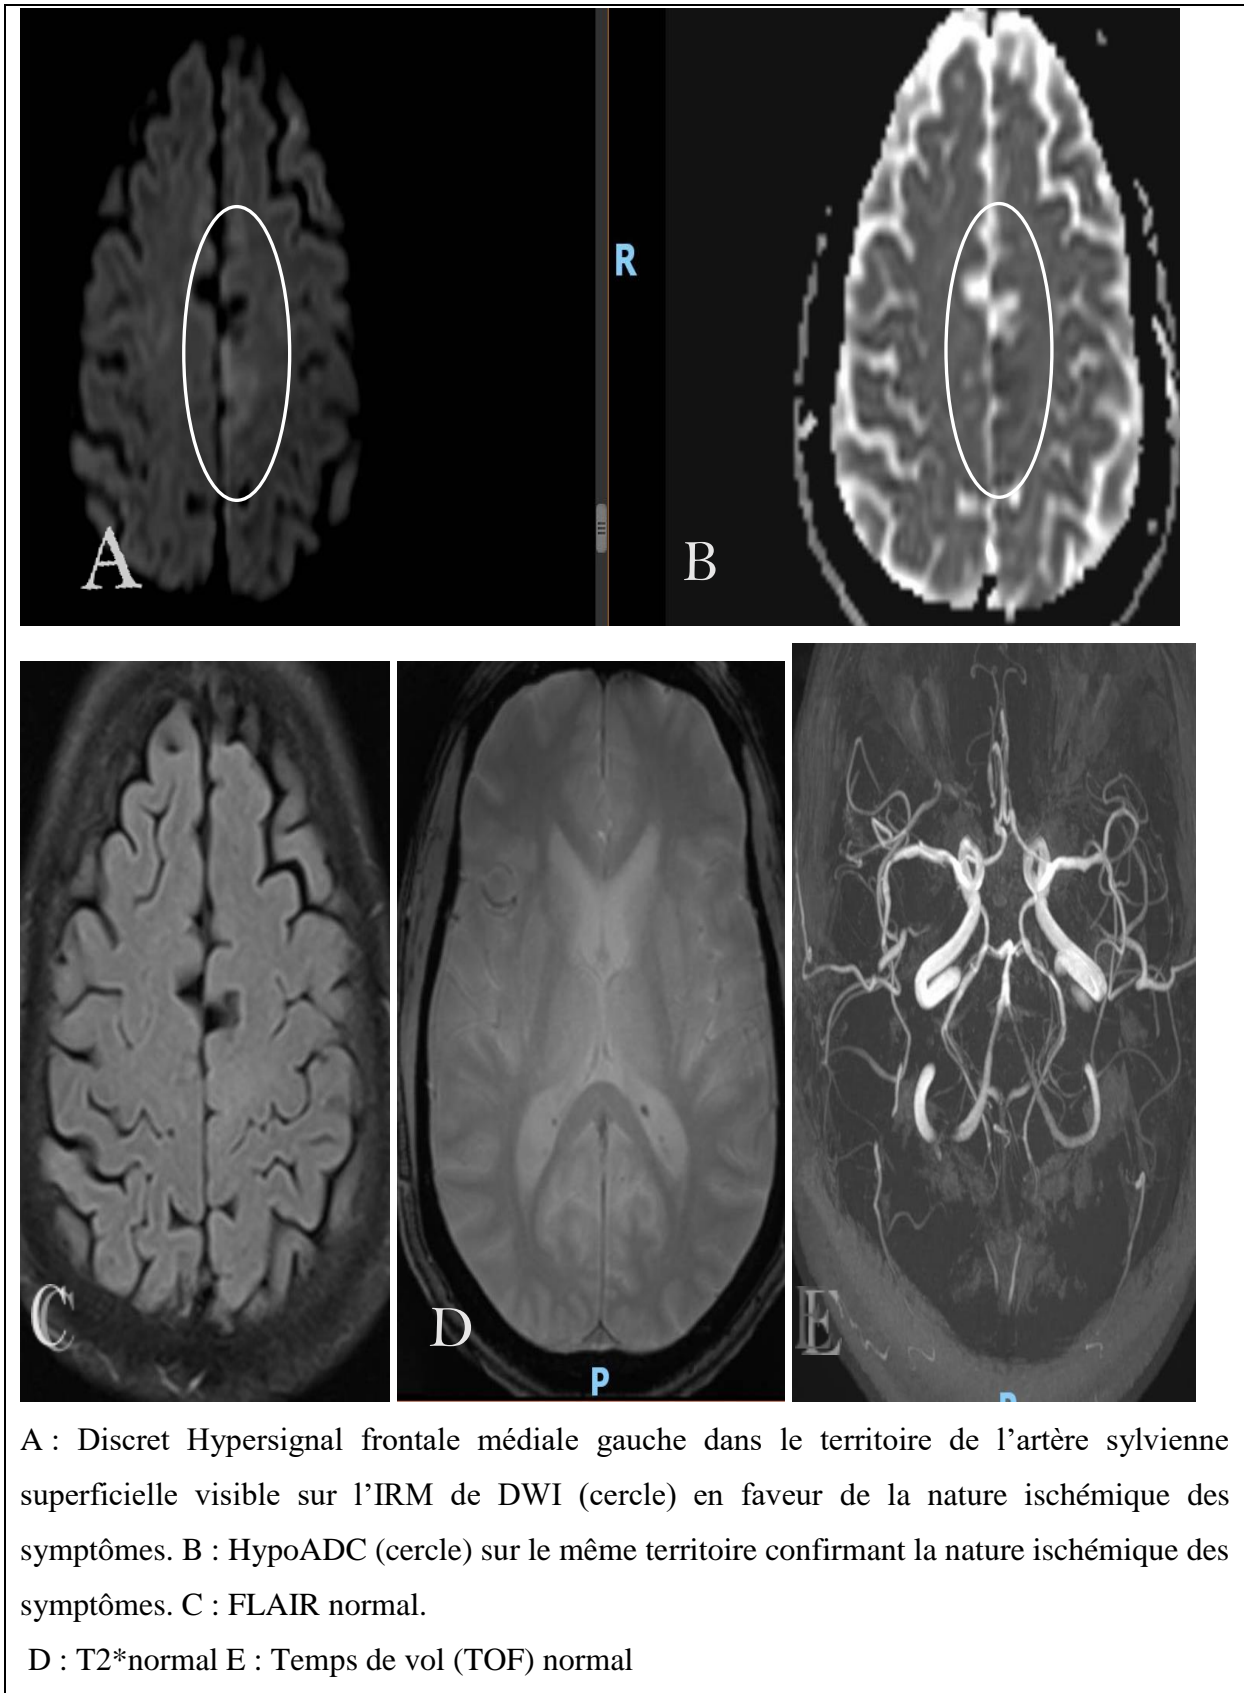 R
A
B
C
D
P
E
A : Discret Hypersignal frontale médiale gauche dans le territoire de l’artère sylvienne
superficielle visible sur l’IRM de DWI (cercle) en faveur de la nature ischémique des
symptômes. B : HypoADC (cercle) sur le même territoire confirmant la nature ischémique des
symptômes. C : FLAIR normal.
D : T2*normal E : Temps de vol (TOF) normal